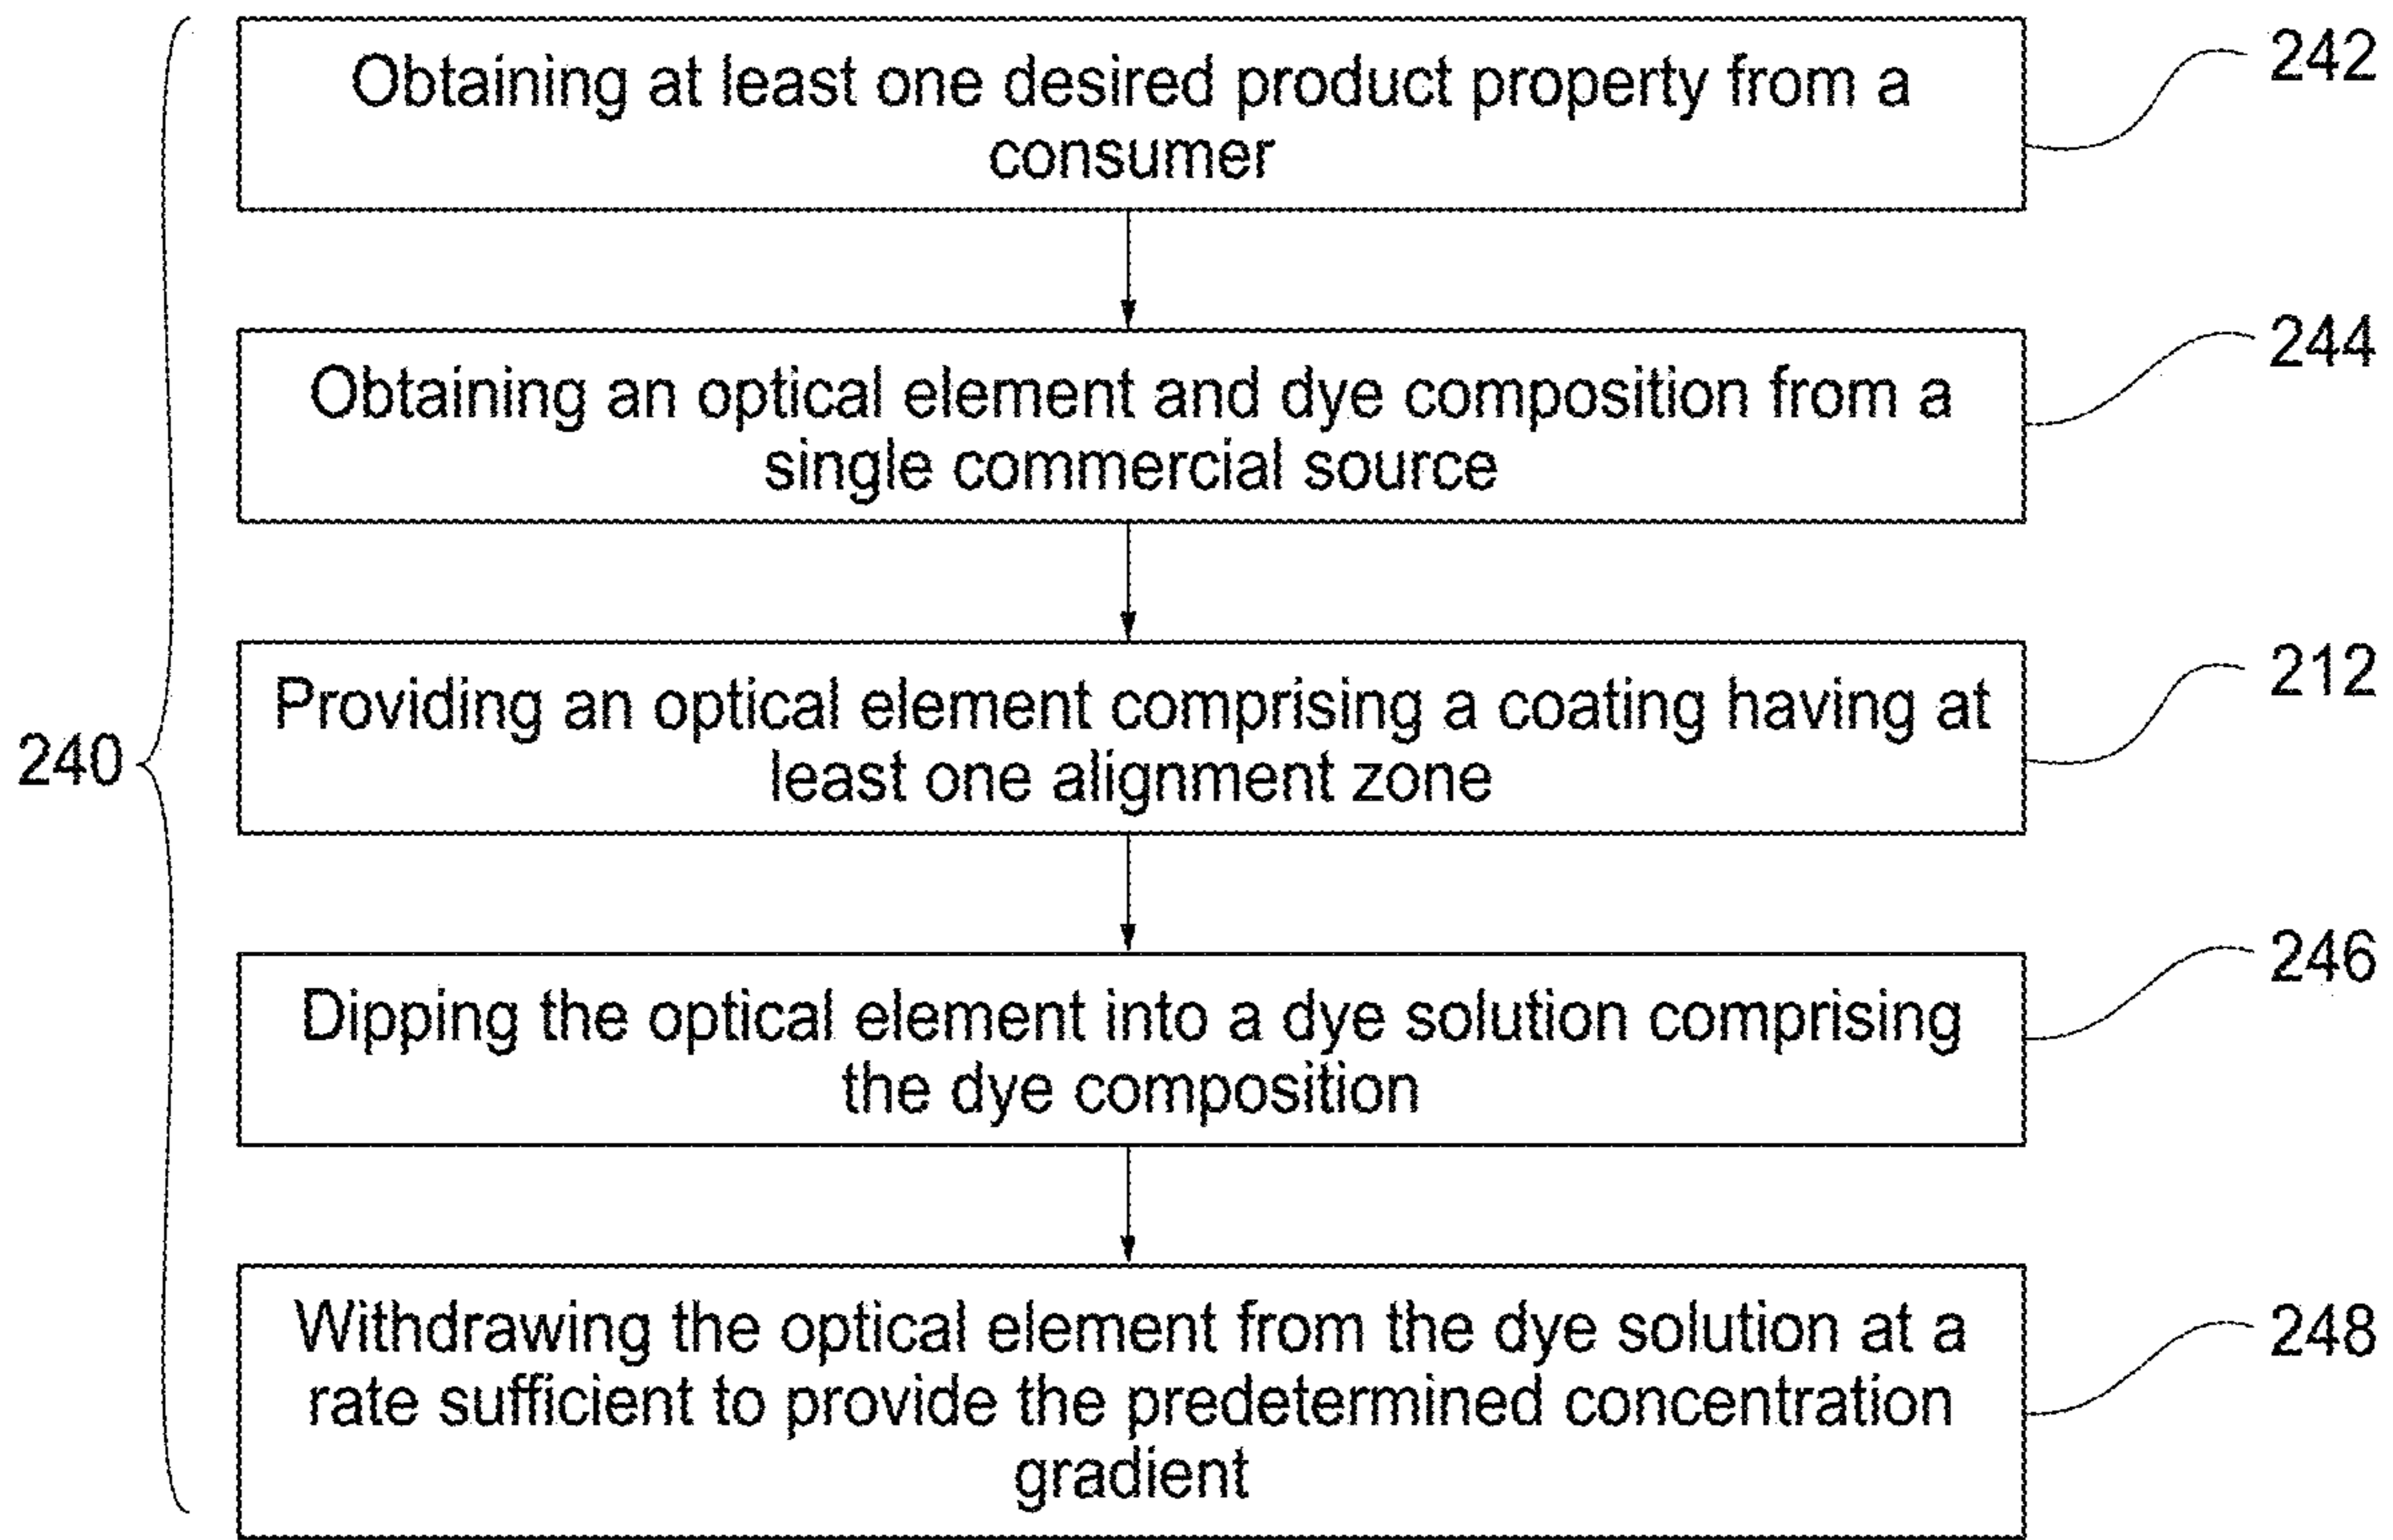 Obtaining at least one desired product property from a
consumer
242
Obtaining an optical element and dye composition from a
single commercial source
244
Providing an optical element comprising a coating having at
least one alignment zone
212
240
Dipping the optical element into a dye solution comprising
the dye composition
246
Withdrawing the optical element from the dye solution at a
rate sufficient to provide the predetermined concentration
gradient
248